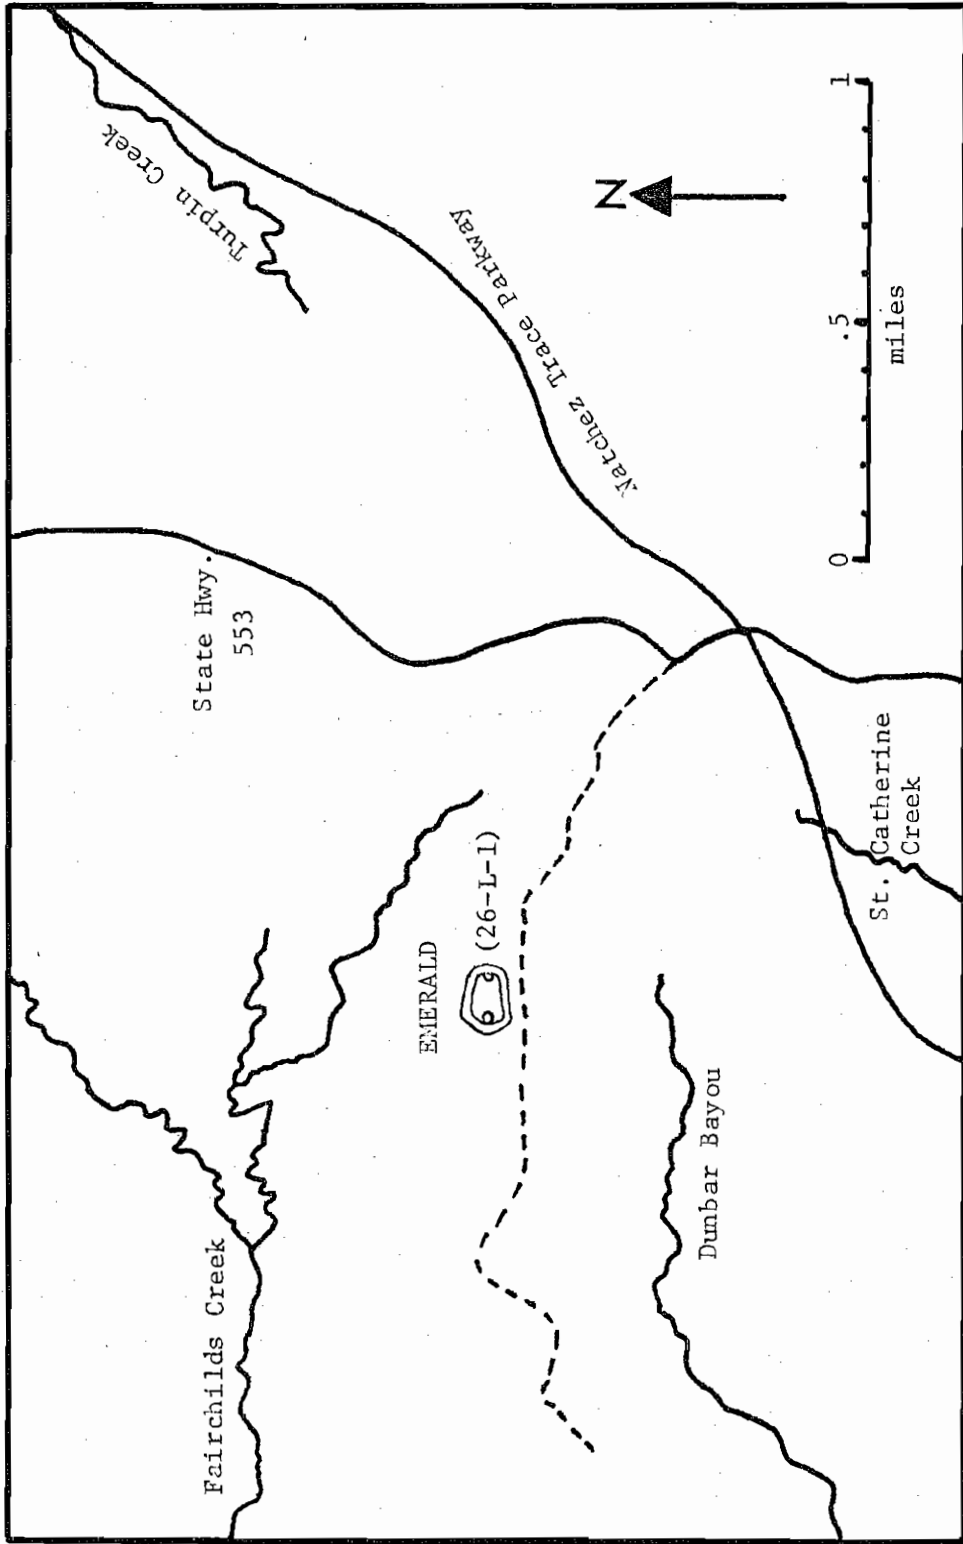 Turpin Creek
State Hwy.
553
Natchez Trace Parkway
N
Fairchilds Creek
EMERALD
(26-L-1)
Dunbar Bayou
St. Catherine
Creek
0 .5 1
miles